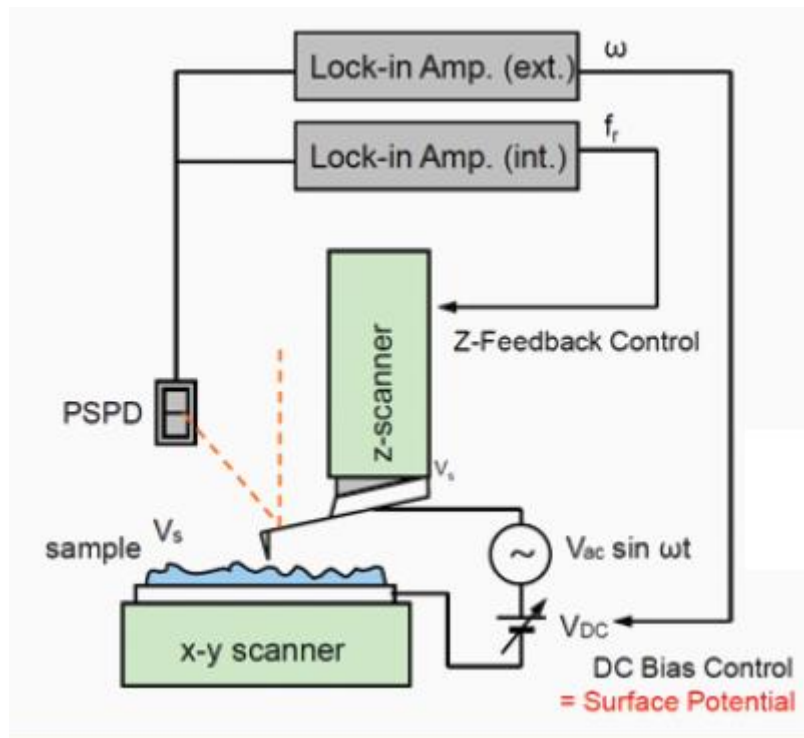 Lock-in Amp. (ext.)
ω
Lock-in Amp. (int.)
fr
z-scanner
Z-Feedback Control
PSPD
Vs
sample
Vs
Vac sin ωt
~
VDC
x-y scanner
DC Bias Control
= Surface Potential